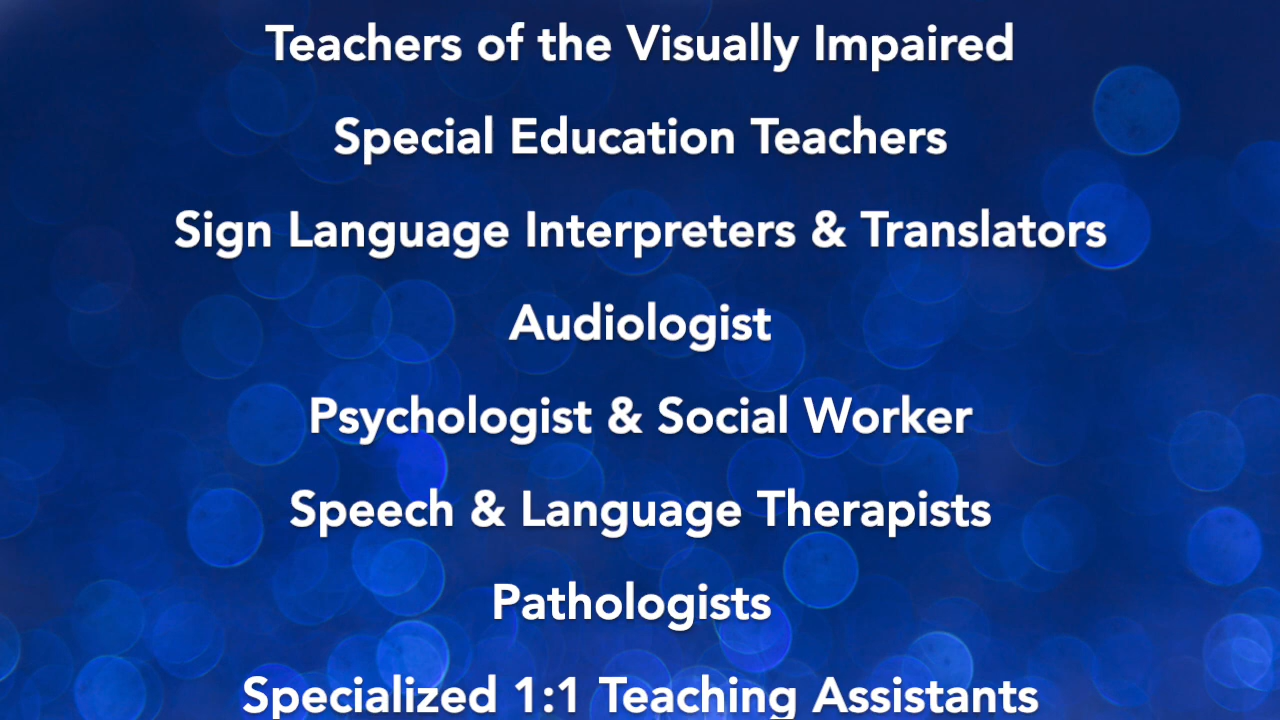 Teachers of the Visually Impaired
Special Education Teachers
Sign Language Interpreters & Translators
Audiologist
Psychologist & Social Worker
Speech & Language Therapists
Pathologists
Specialized 1:1 Teaching Assistants